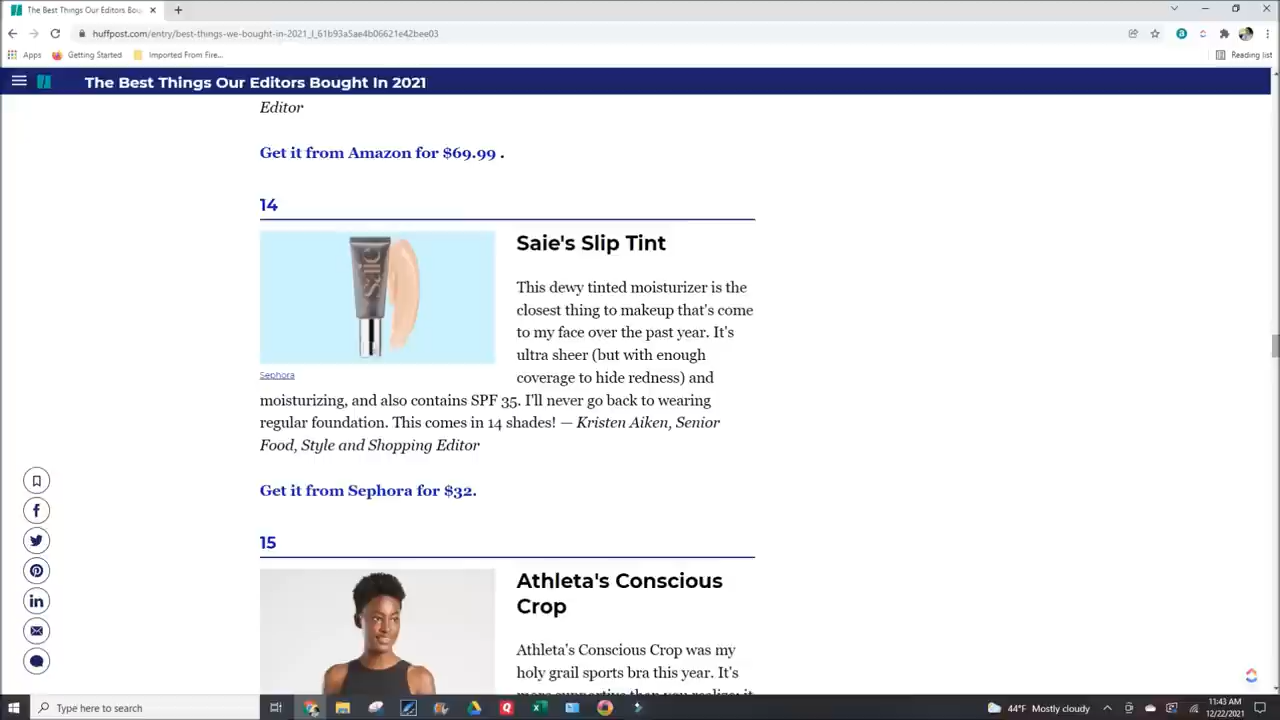 The Best Things Our Editors Bou
huffpost.com/entry/best-things-we-bought-in-2021_l_61b93a5ae4b06621e42bee03
Apps
Getting Started
Imported From Fire...
Reading list
The Best Things Our Editors Bought In 2021
Editor
Get it from Amazon for $69.99 .
14
Saie's Slip Tint
saie
This dewy tinted moisturizer is the
closest thing to makeup that's come
to my face over the past year. It's
ultra sheer (but with enough
coverage to hide redness) and
Sephora
moisturizing, and also contains SPF 35. I'll never go back to wearing
regular foundation. This comes in 14 shades! — Kristen Aiken, Senior
Food, Style and Shopping Editor
Get it from Sephora for $32.
15
Athleta's Conscious
Crop
Athleta's Conscious Crop was my
holy grail sports bra this year. It's
more supportive than you realize; it
Type here to search
44°F Mostly cloudy
11:43 AM
12/22/2021